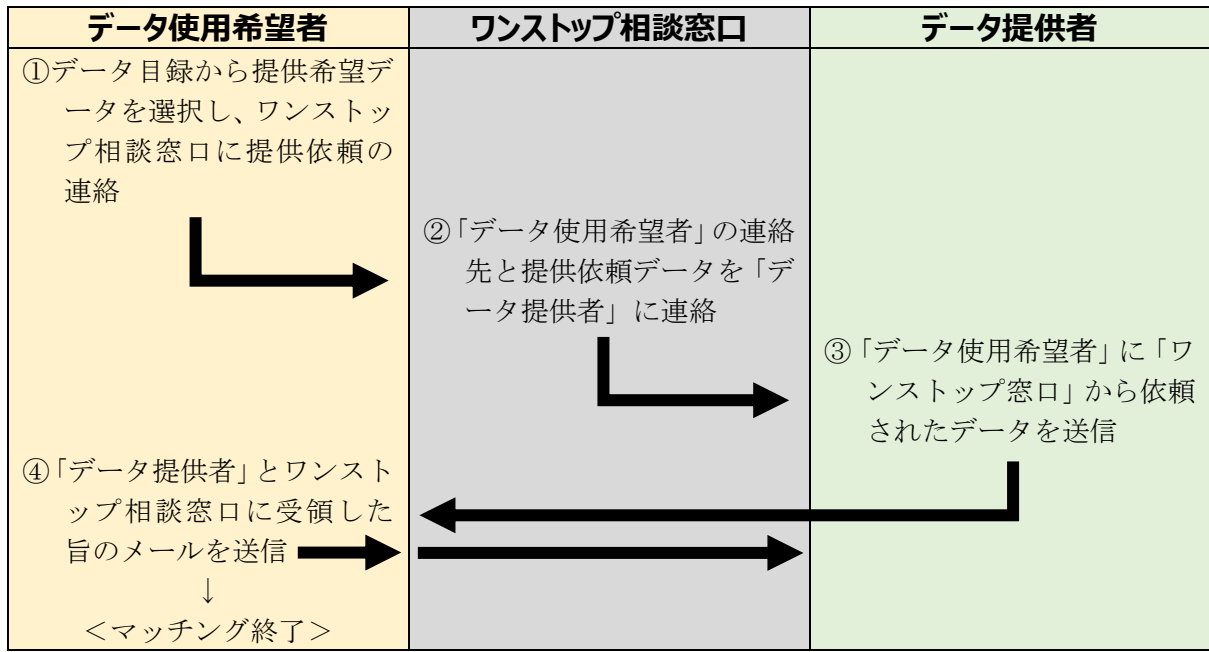 データ使用希望者
ワンストップ相談窓口
データ提供者
①データ目録から提供希望デ
ータを選択し、ワンストッ
プ相談窓口に提供依頼の
連絡
②「データ使用希望者」の連絡
先と提供依頼データを「デ
ータ提供者」に連絡
③「データ使用希望者」に「ワ
ンストップ窓口」から依頼
されたデータを送信
④「データ提供者」とワンスト
ップ相談窓口に受領した
旨のメールを送信
↓
＜マッチング終了＞